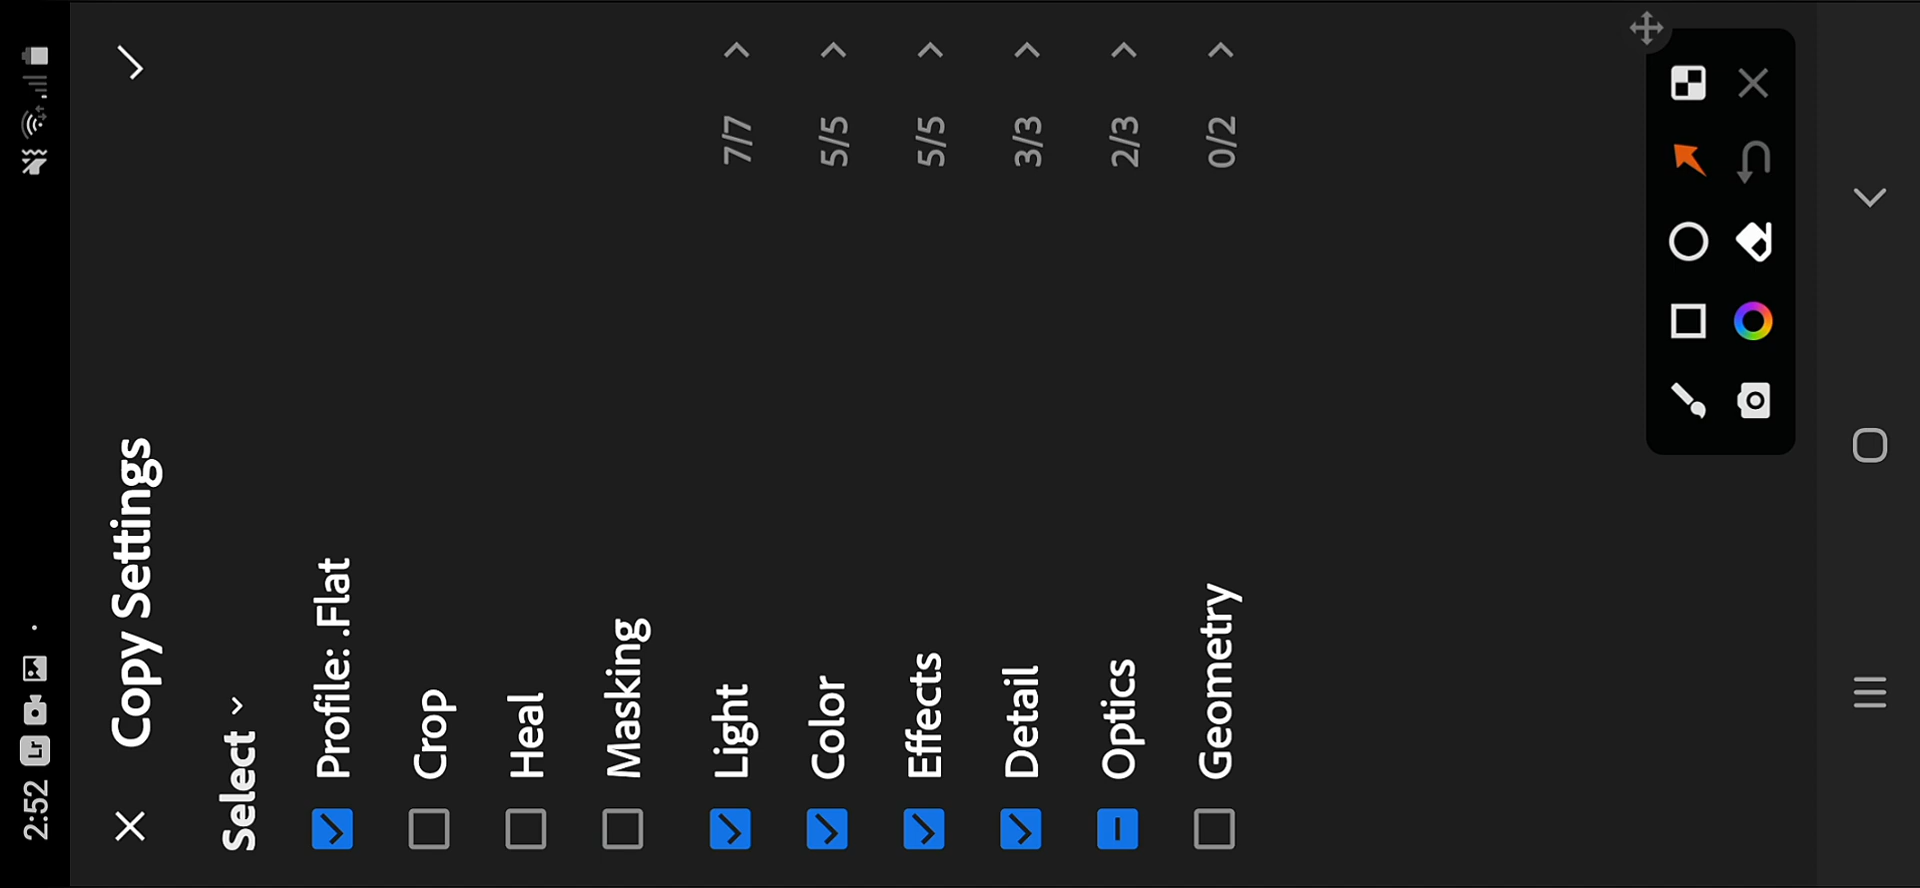 2:52 Lr
Copy Settings
Select
Profile: .Flat
Crop
Heal
Masking
Light 7/7
Color 5/5
Effects 5/5
Detail 3/3
Optics 2/3
Geometry 0/2